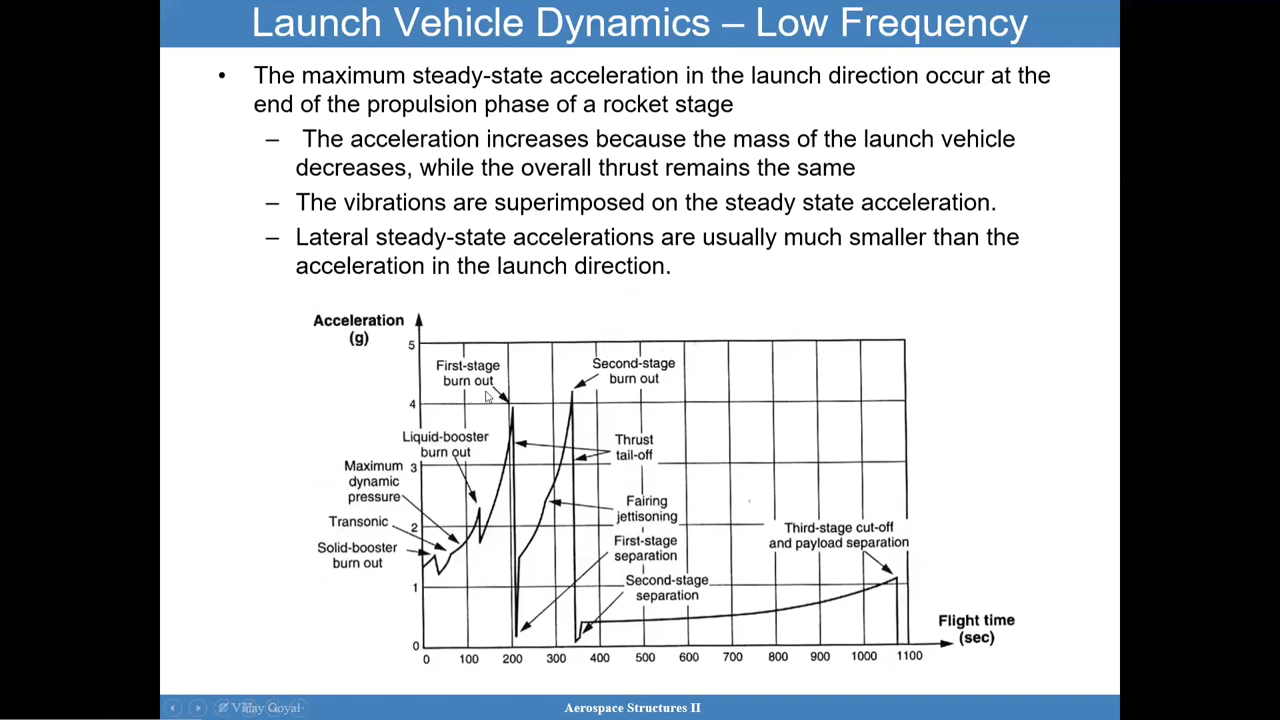 Launch Vehicle Dynamics – Low Frequency
• The maximum steady-state acceleration in the launch direction occur at the
end of the propulsion phase of a rocket stage
– The acceleration increases because the mass of the launch vehicle
decreases, while the overall thrust remains the same
– The vibrations are superimposed on the steady state acceleration.
– Lateral steady-state accelerations are usually much smaller than the
acceleration in the launch direction.
Acceleration
(g)
5
4
3
2
1
0
First-stage
burn out
Second-stage
burn out
Liquid-booster
burn out
Thrust
tail-off
Maximum
dynamic
pressure
Transonic
Solid-booster
burn out
Fairing
jettisoning
First-stage
separation
Second-stage
separation
Third-stage cut-off
and payload separation
Flight time
(sec)
0 100 200 300 400 500 600 700 800 900 1000 1100
Vijay Goyal
Aerospace Structures II